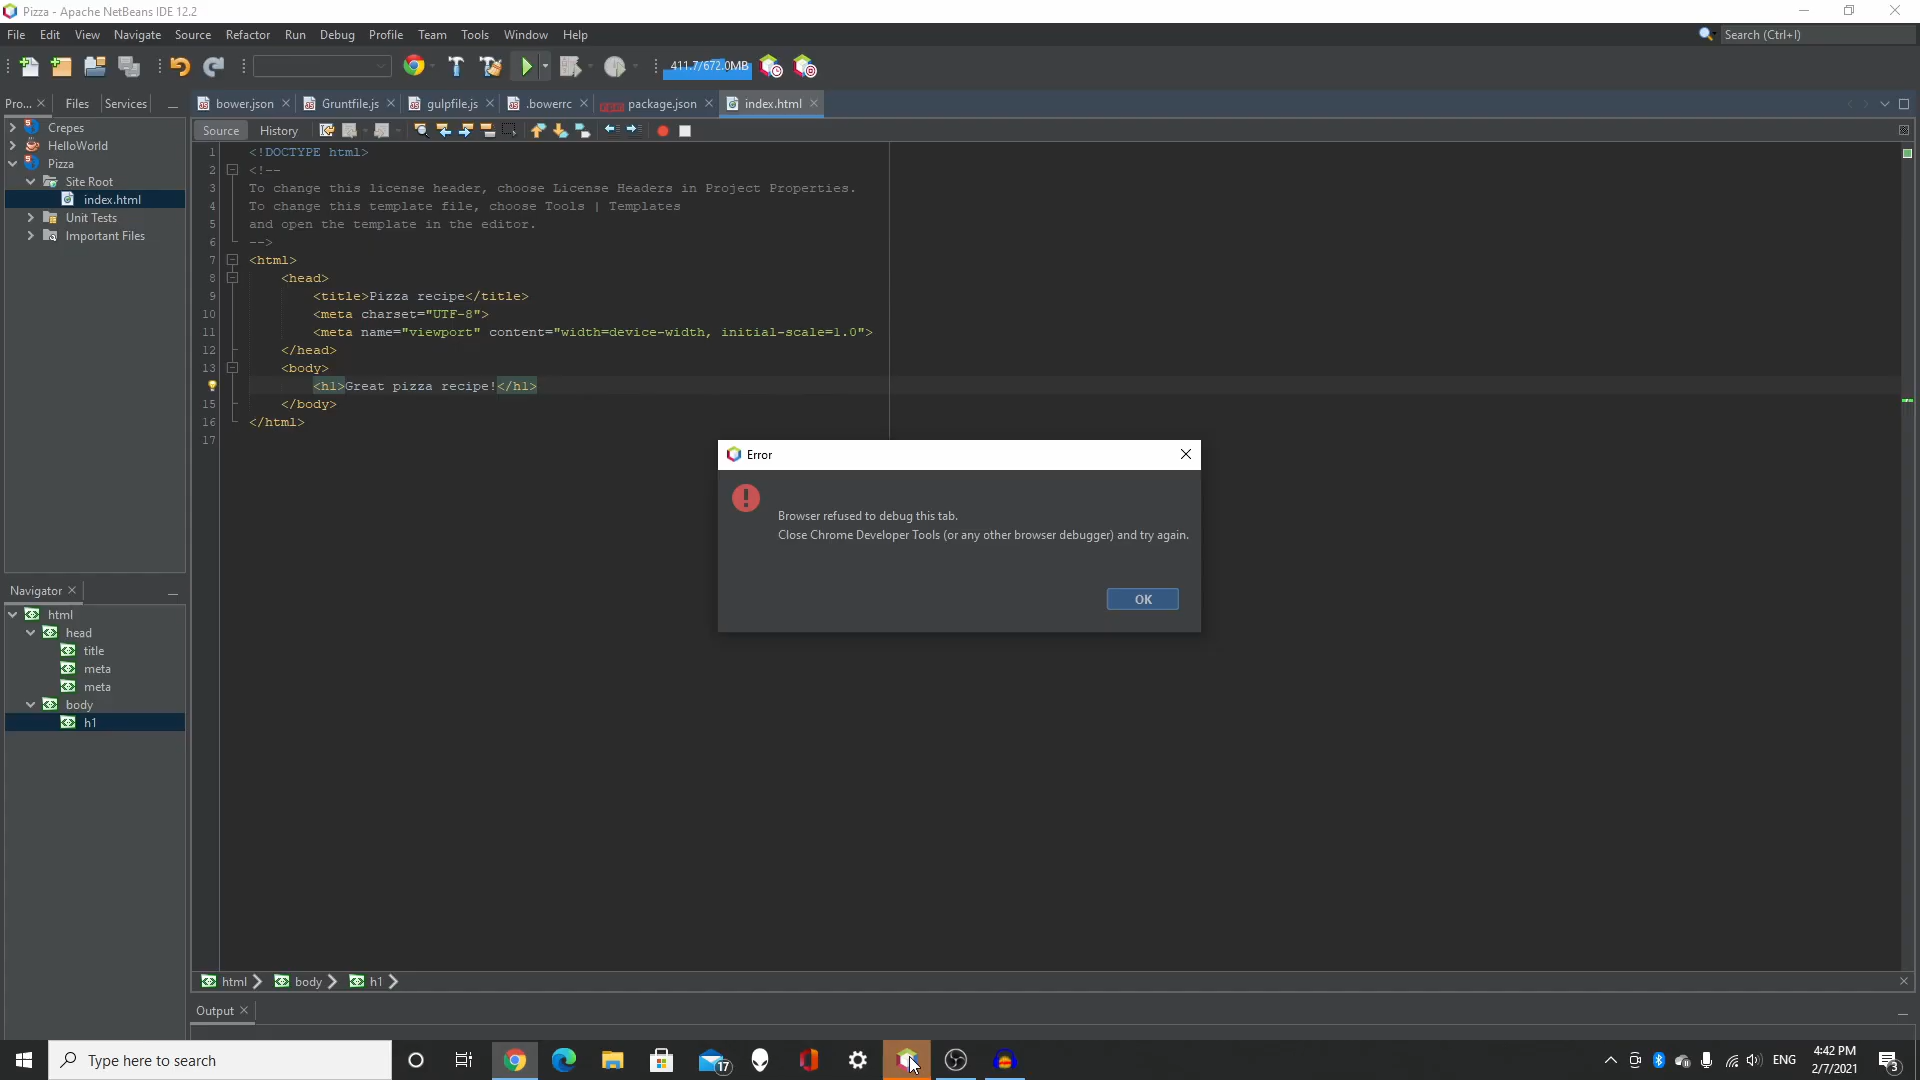 Pizza - Apache NetBeans IDE 12.2
File Edit View Navigate Source Refactor Run Debug Profile Team Tools Window Help
Search (Ctrl+I)
411.7/672.0MB
Pro... Files Services
bower.json Gruntfile.js gulpfile.js .bowerrc package.json index.html
Crepes
HelloWorld
Pizza
Site Root
index.html
Unit Tests
Important Files
Source History
1 <!DOCTYPE html>
2 <!--
3 To change this license header, choose License Headers in Project Properties.
4 To change this template file, choose Tools | Templates
5 and open the template in the editor.
6 -->
7 <html>
8 <head>
9 <title>Pizza recipe</title>
10 <meta charset="UTF-8">
11 <meta name="viewport" content="width=device-width, initial-scale=1.0">
12 </head>
13 <body>
<h1>Great pizza recipe!</h1>
15 </body>
16 </html>
17
Error
Browser refused to debug this tab.
Close Chrome Developer Tools (or any other browser debugger) and try again.
OK
Navigator
html
head
title
meta
meta
body
h1
html body h1
Output
Type here to search
17
ENG
4:42 PM
2/7/2021
3